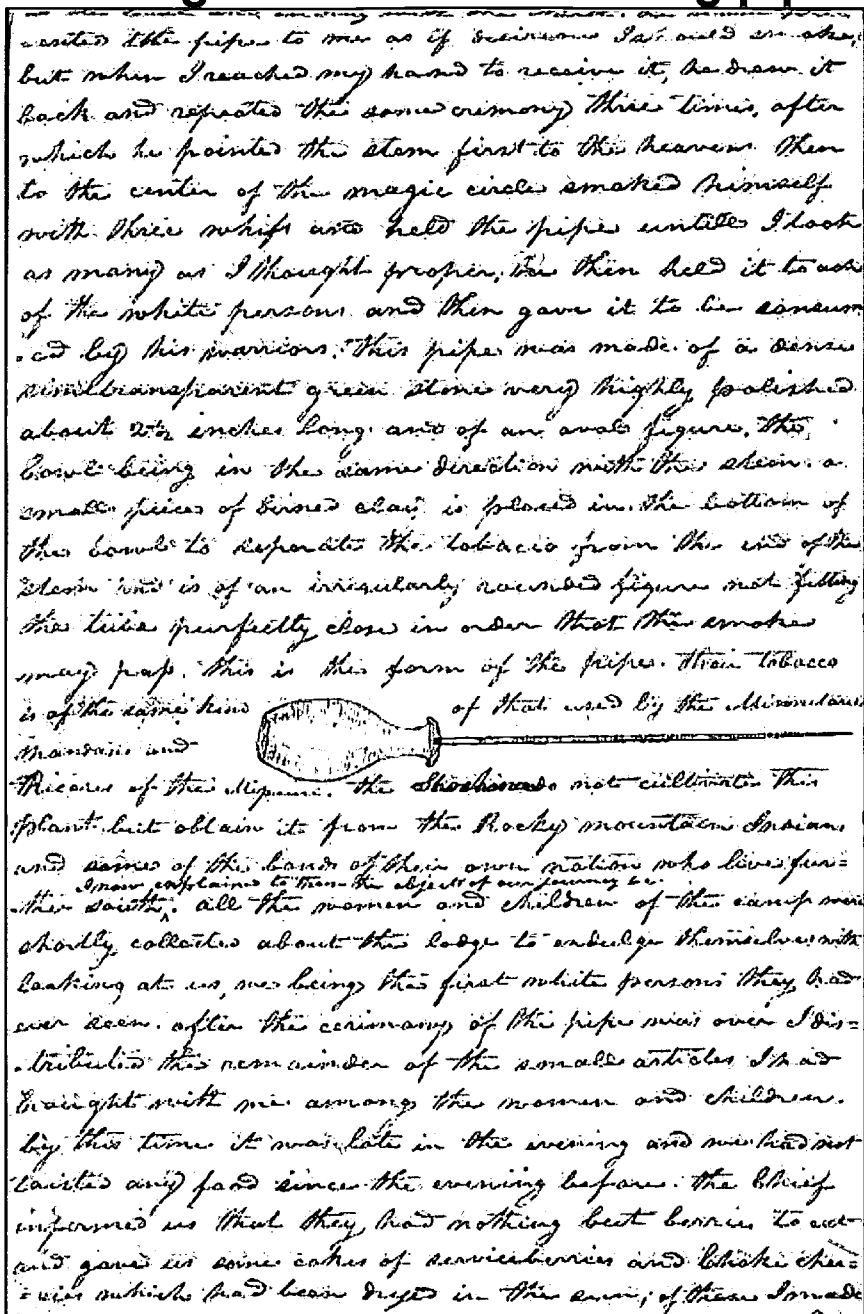 sented the pipe to me as if desirious I should smoke,
but when I reached my hand to receive it, he drew it
back and repeated the same cremony three times, after
which he pointed the stem first to the heavens then
to the center of the magic circle smoked himself
with three whifs and held the pipe untill I took
as many as I thought proper; he then held it to each
of the white persons and then gave it to be consum-
=ed by his warriors. this pipe was made of a dense
simitransparent green stone very highly polished
about 2½ inches long and of an oval figure, the
bowl being in the same direction with the stem. a
small piece of birned clay is placed in the bottom of
the bowl to seperate the tobacco from the end of the
stem and is of an irregularly rounded figure not fitting
the tube purfectly close in order that the smoke
may pass. this is the form of the pipe. their tobacco
is of the same kind of that used by the Minnetares
Mandans and
Ricares of the Missouri. the Shoshonees do not cultivate this
plant but obtain it from the Rocky mountain Indians
and some of the bands of their own nation who live fur=
I now explained to them the objects of our journey &c.
ther south. all the women and children of the camp were
shortly collected about the lodge to endulge themselves with
looking at us, we being the first white persons they had
ever seen. after the cerimony of the pipe was over I dis=
tributed the remainder of the small articles I had
braught with me among the women and children.
by this time it was late in the evening and we had not
taisted any food since the evening before. the Chief
informed us that they had nothing but berries to eat
and gave us some cakes of serviceberries and Choke cher=
=ries which had been dryed in the sun; of these I made